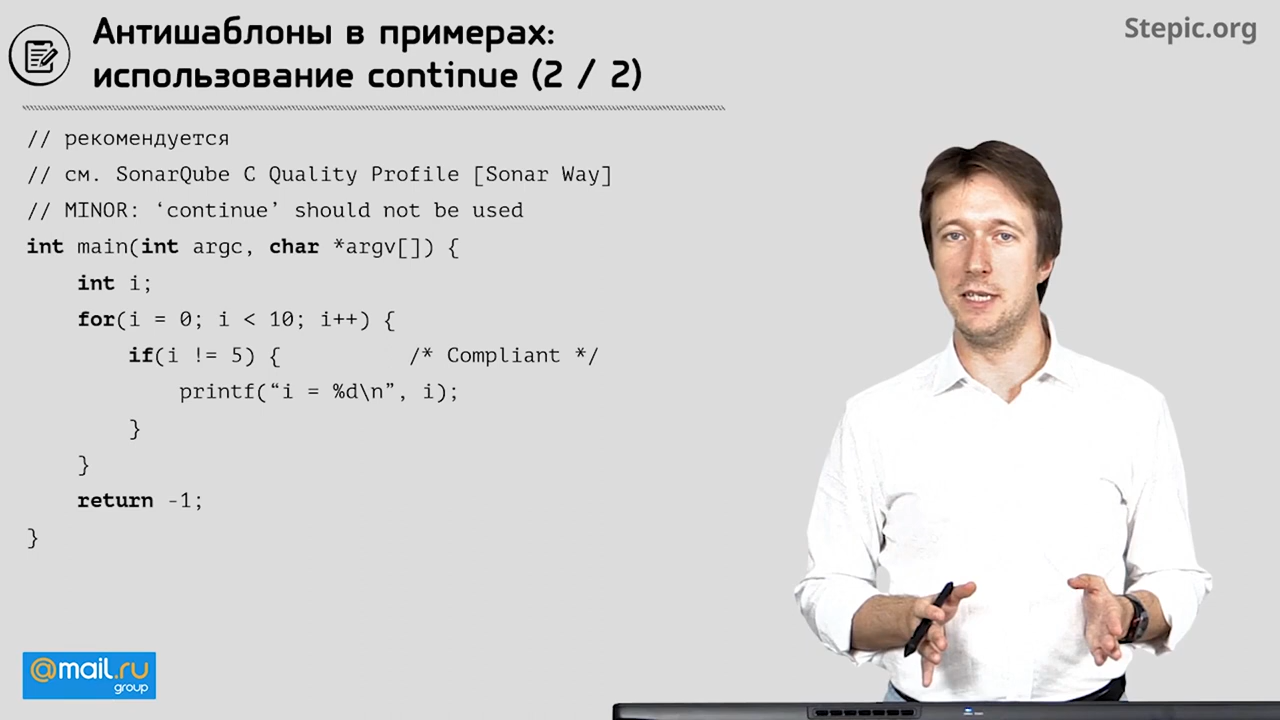 Антишаблоны в примерах:
использование continue (2 / 2)
Stepic.org
// рекомендуется
// см. SonarQube C Quality Profile [Sonar Way]
// MINOR: ‘continue’ should not be used
int main(int argc, char *argv[]) {
int i;
for(i = 0; i < 10; i++) {
if(i != 5) { /* Compliant */
printf(“i = %d\n”, i);
}
}
return -1;
}
@mail.ru
group